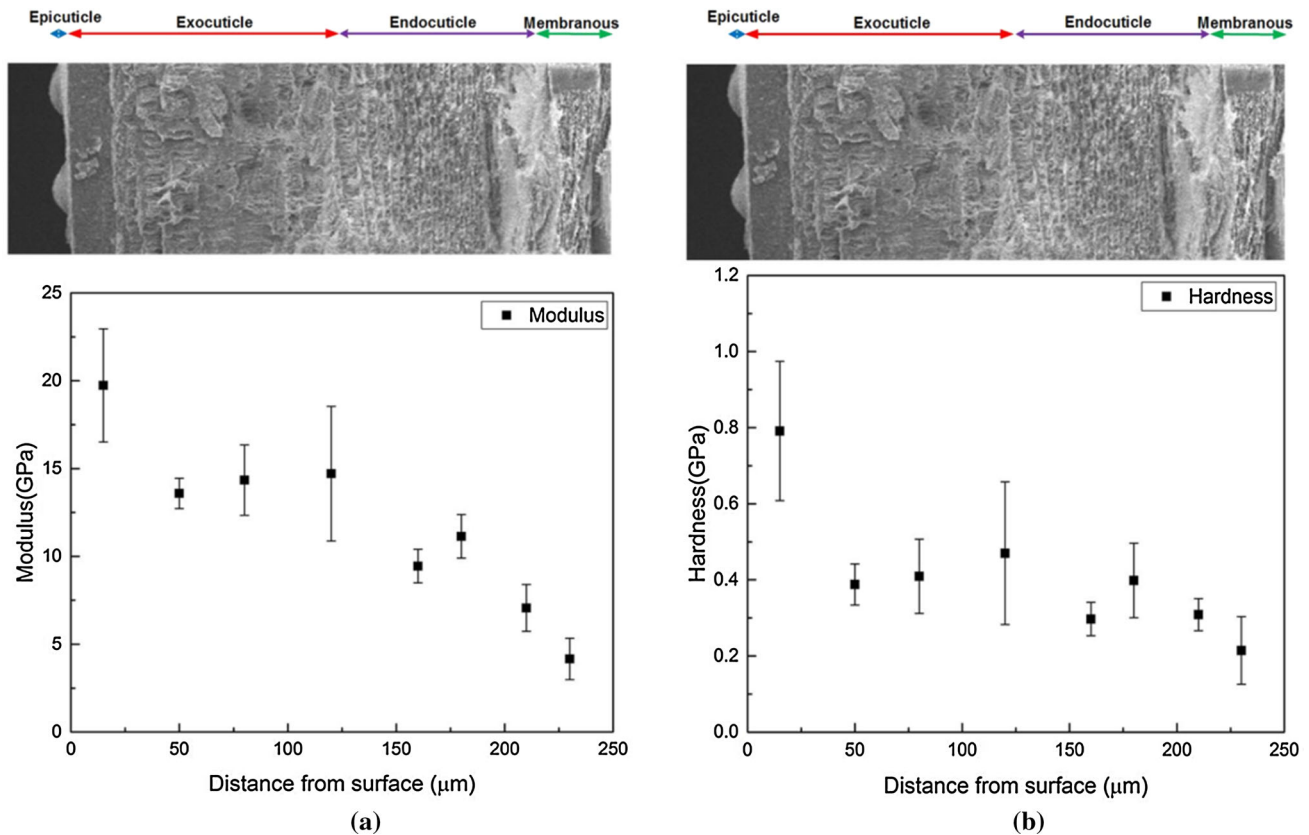 Epicuticle Exocuticle Endocuticle Membranous
25
20
15
10
5
0
Modulus(GPa)
Modulus
0 50 100 150 200 250
Distance from surface (μm)
(a)
Epicuticle Exocuticle Endocuticle Membranous
1.2
1.0
0.8
0.6
0.4
0.2
0.0
Hardness(GPa)
Hardness
0 50 100 150 200 250
Distance from surface (μm)
(b)